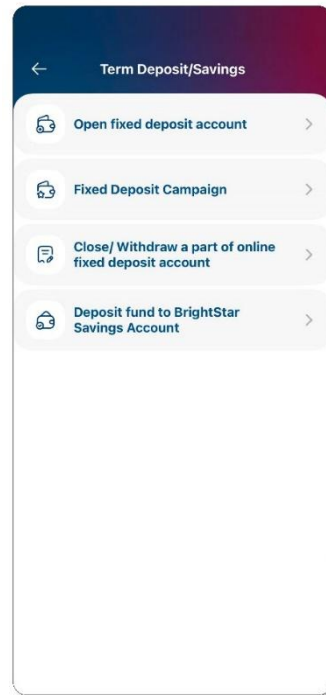 Term Deposit/Savings
Open fixed deposit account
Fixed Deposit Campaign
Close/ Withdraw a part of online
fixed deposit account
Deposit fund to BrightStar
Savings Account